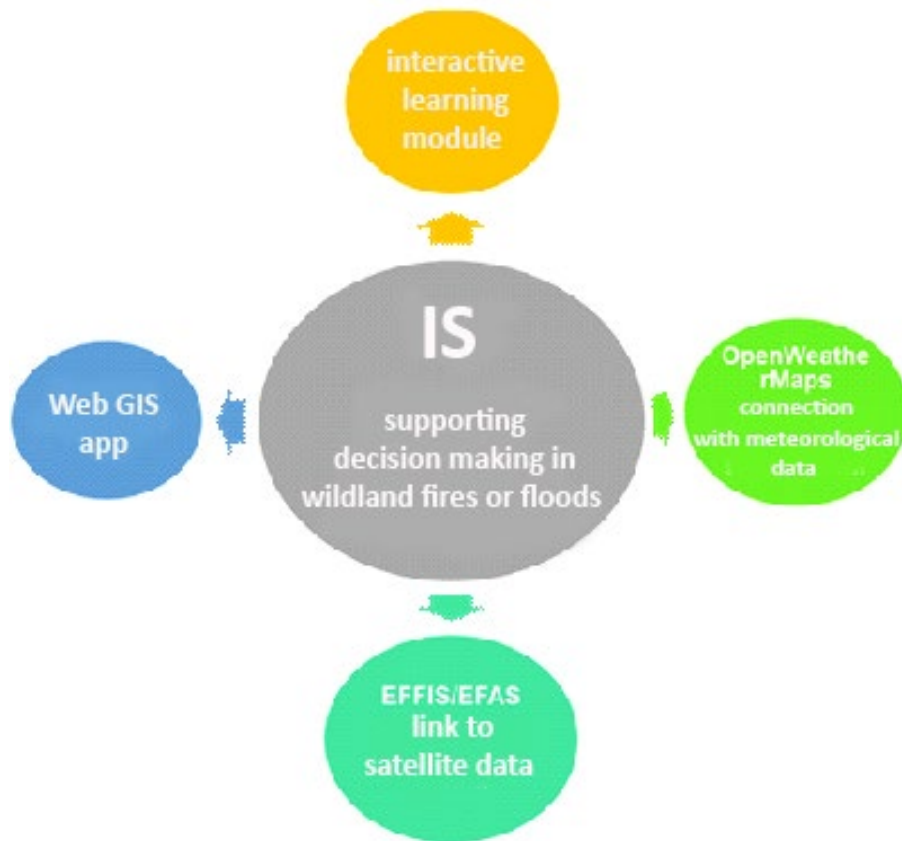 interactive
learning
module
IS
supporting
decision making in
wildland fires or floods
Web GIS
app
OpenWeathe
rMaps
connection
with meteorological
data
EFFIS/EFAS
link to
satellite data